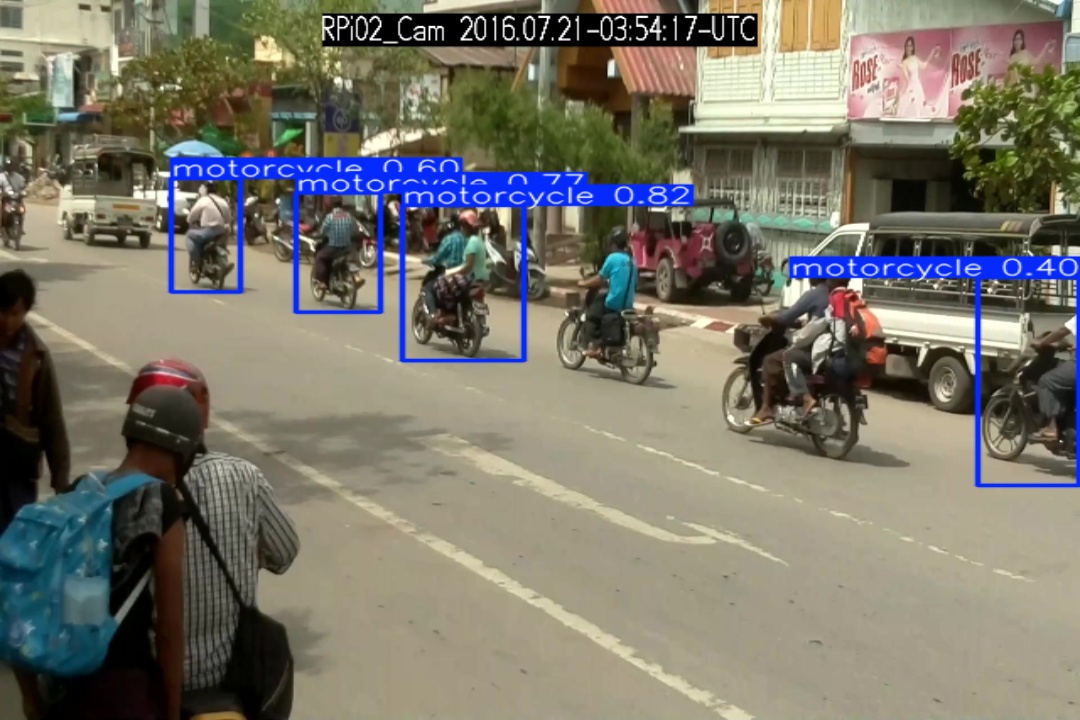 RPi02_Cam 2016.07.21-03:54:17-UTC
motorcycle 0.60
motorcycle 0.77
motorcycle 0.82
motorcycle 0.40
ROSE
ROSE